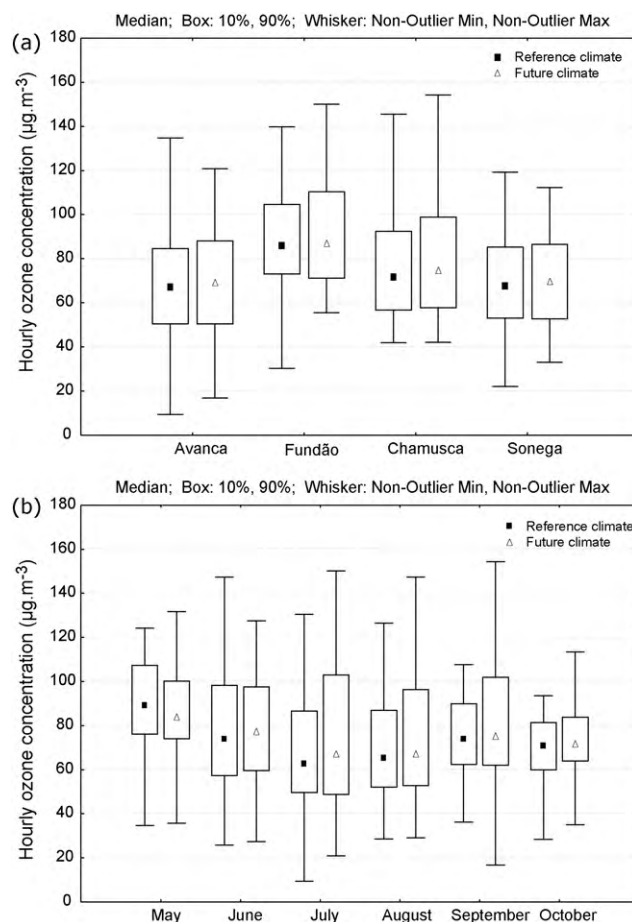 Median; Box: 10%, 90%; Whisker: Non-Outlier Min, Non-Outlier Max
(a)
180
Reference climate
Future climate
160
140
120
100
80
60
40
20
0
Hourly ozone concentration (µg.m-3)
Avanca Fundão Chamusca Sonega
Median; Box: 10%, 90%; Whisker: Non-Outlier Min, Non-Outlier Max
(b)
180
Reference climate
Future climate
160
140
120
100
80
60
40
20
0
Hourly ozone concentration (µg.m-3)
May June July August September October